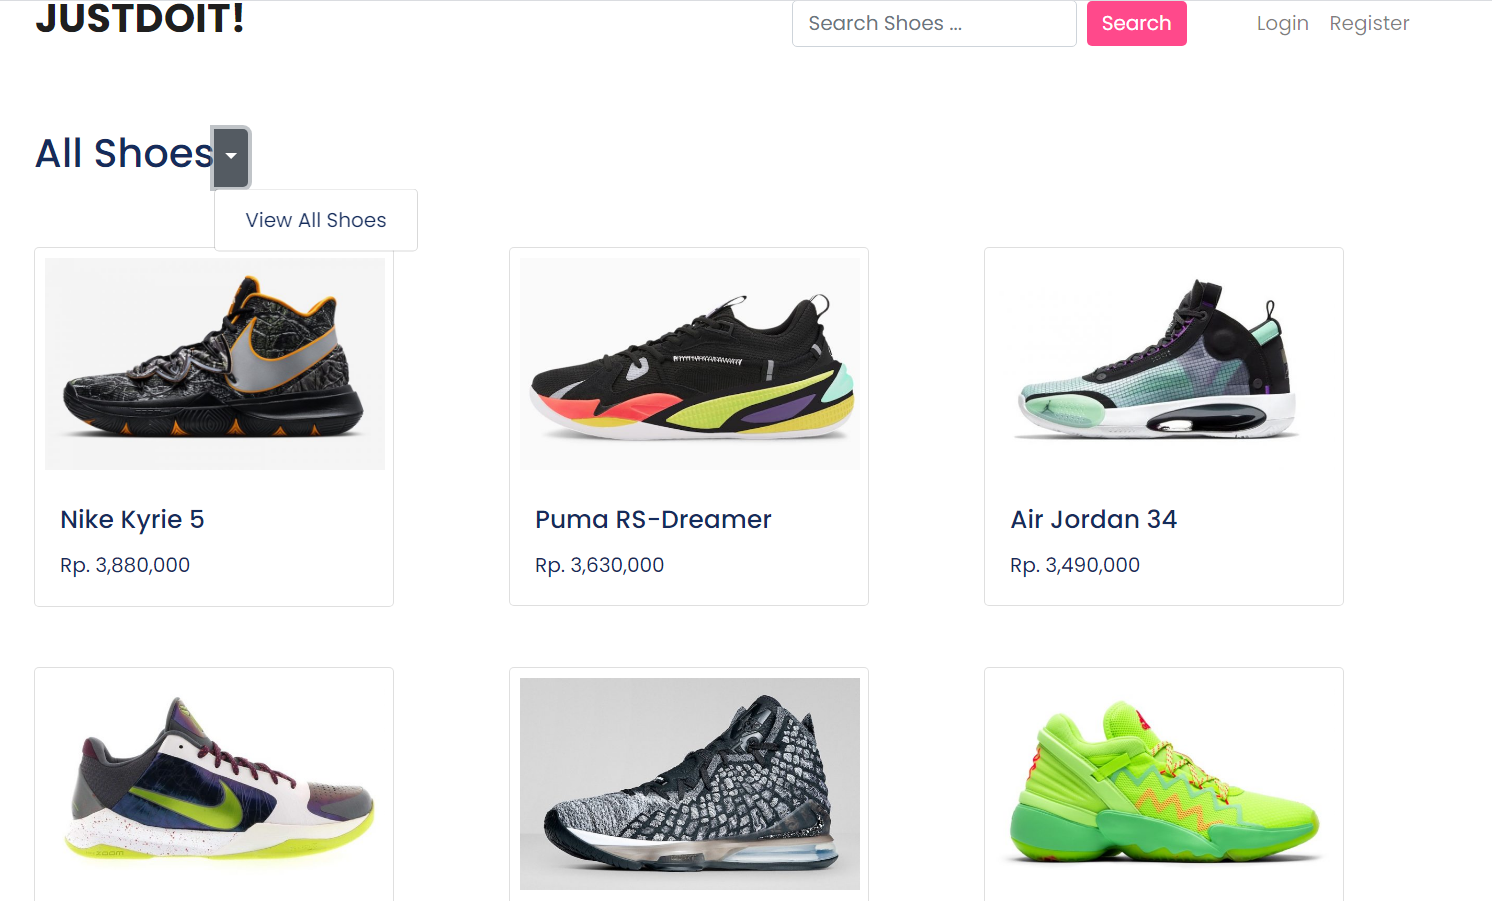 JUSTDOIT!
Search Shoes ...
Search
Login
Register
All Shoes
View All Shoes
Nike Kyrie 5
Rp. 3,880,000
Puma RS-Dreamer
Rp. 3,630,000
Air Jordan 34
Rp. 3,490,000